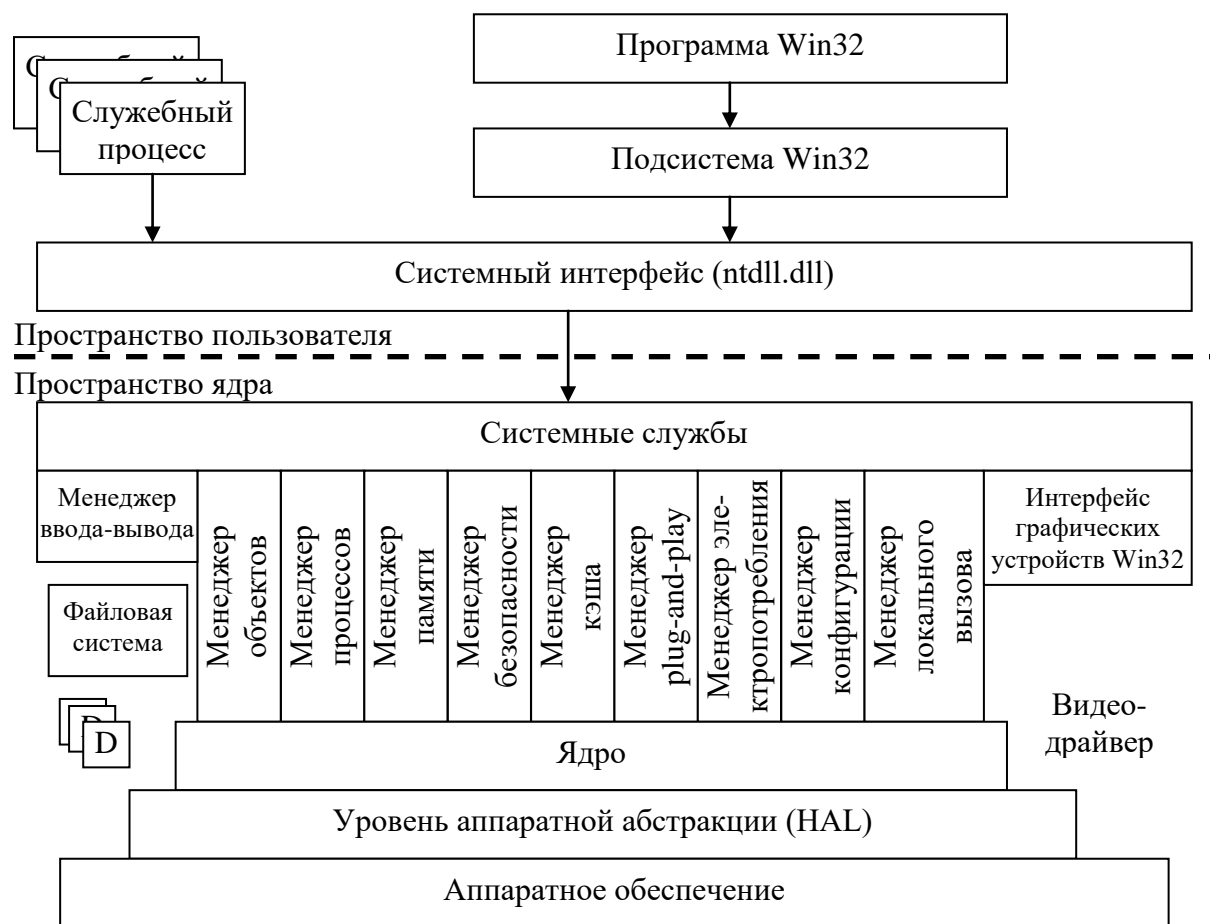 Программа Win32
Служебный
процесс
Подсистема Win32
Системный интерфейс (ntdll.dll)
Пространство пользователя
Пространство ядра
Системные службы
Менеджер
ввода-вывода
Файловая
система
D
Менеджер
объектов
Менеджер
процессов
Менеджер
памяти
Менеджер
безопасности
Менеджер
кэша
Менеджер
plug-and-play
Менеджер эле-
ктропотребления
Менеджер
конфигурации
Менеджер
локального
вызова
Интерфейс
графических
устройств Win32
Видео-
драйвер
Ядро
Уровень аппаратной абстракции (HAL)
Аппаратное обеспечение